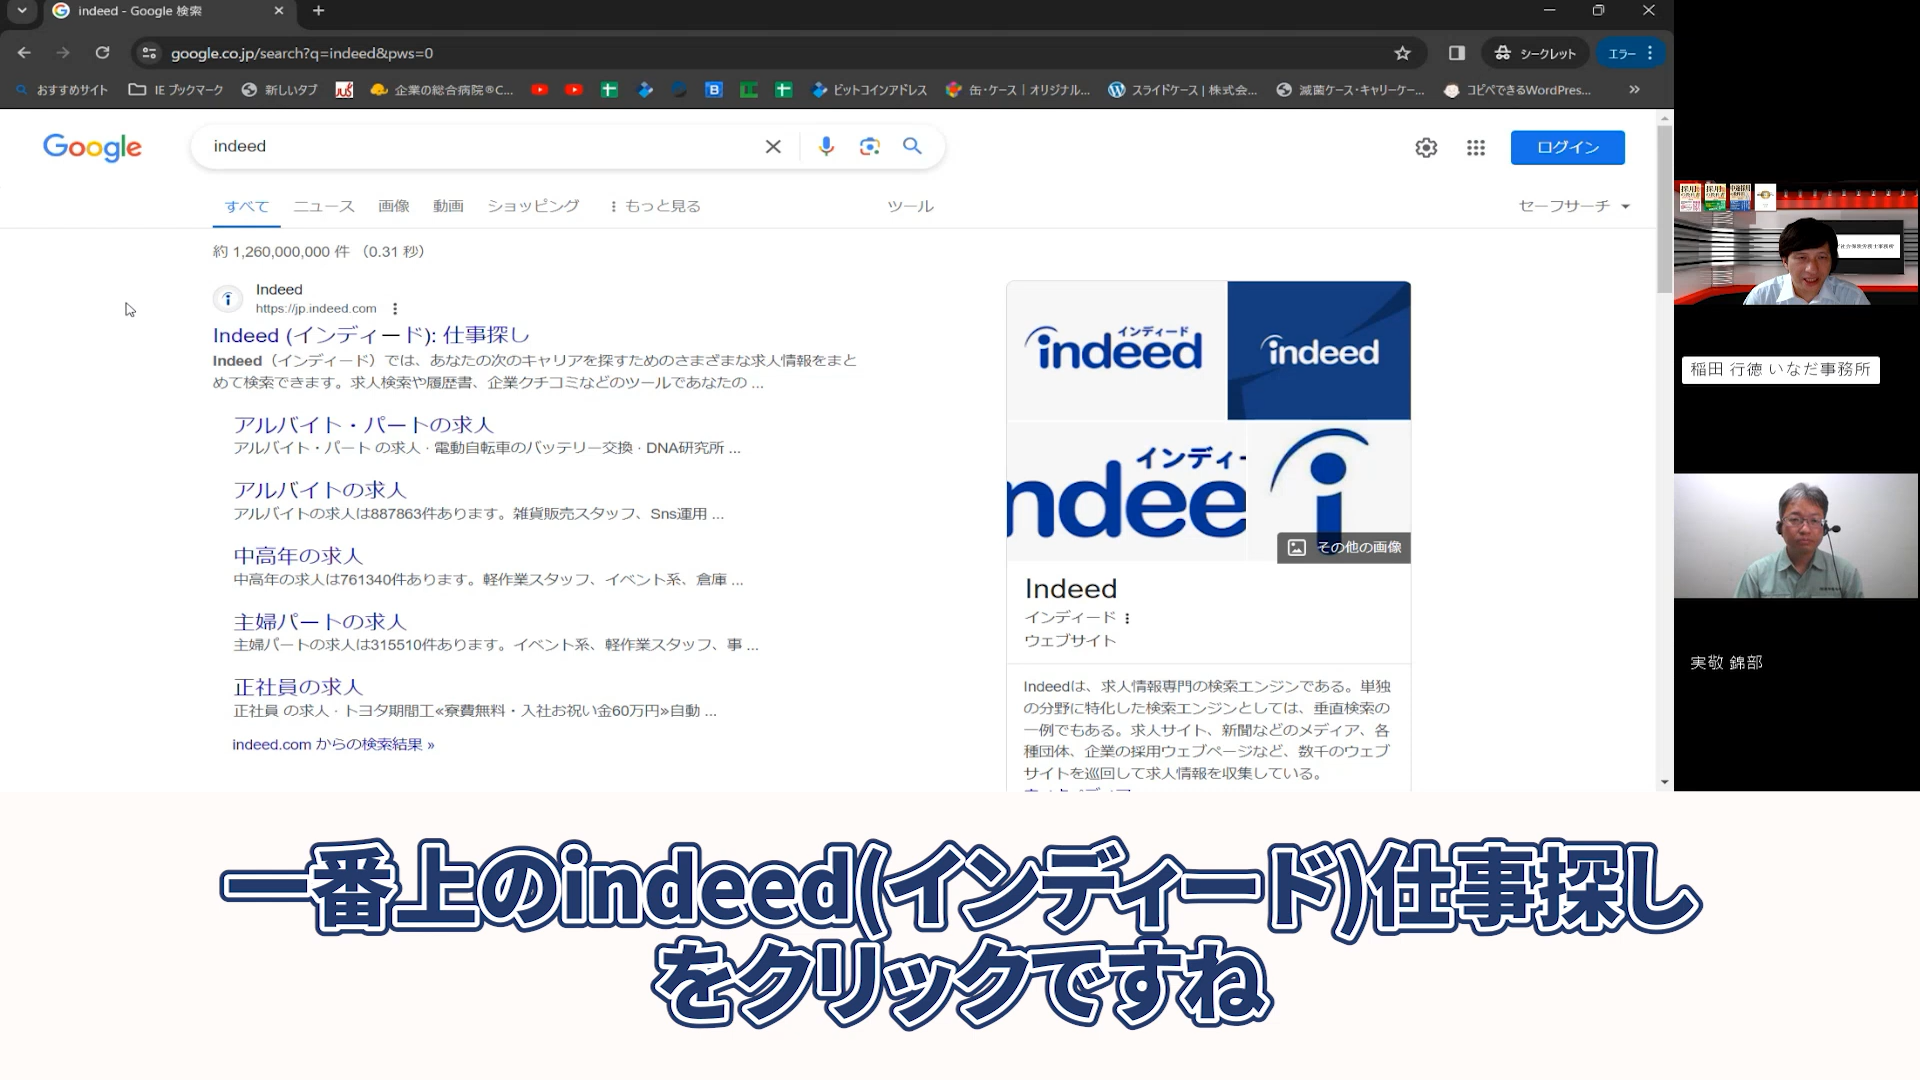 indeed - Google 検索
google.co.jp/search?q=indeed&pws=0
シークレット
エラー
おすすめサイト
IE ブックマーク
新しいタブ
企業の総合病院®C...
ビットコインアドレス
缶・ケース | オリジナル...
スライドケース | 株式会...
滅菌ケース・キャリーケー...
コピペできるWordPres...
Google
indeed
ログイン
すべて
ニュース
画像
動画
ショッピング
もっと見る
ツール
セーフサーチ
約 1,260,000,000 件 （0.31 秒）
Indeed
https://jp.indeed.com
Indeed (インディード): 仕事探し
Indeed（インディード）では、あなたの次のキャリアを探すためのさまざまな求人情報をまと
めて検索できます。求人検索や履歴書、企業クチコミなどのツールであなたの ...
アルバイト・パートの求人
アルバイト・パート の求人 · 電動自転車のバッテリー交換 · DNA研究所 ...
アルバイトの求人
アルバイトの求人は887863件あります。雑貨販売スタッフ、Sns運用 ...
中高年の求人
中高年の求人は761340件あります。軽作業スタッフ、イベント系、倉庫 ...
主婦パートの求人
主婦パートの求人は315510件あります。イベント系、軽作業スタッフ、事 ...
正社員の求人
正社員 の求人 · トヨタ期間工«寮費無料・入社お祝い金60万円»自動 ...
indeed.com からの検索結果 »
インディード
indeed
indeed
インディー
ndee
その他の画像
Indeed
インディード
ウェブサイト
Indeedは、求人情報専門の検索エンジンである。単独
の分野に特化した検索エンジンとしては、垂直検索の
一例でもある。求人サイト、新聞などのメディア、各
種団体、企業の採用ウェブページなど、数千のウェブ
サイトを巡回して求人情報を収集している。
稲田 行徳 いなだ事務所
実敬 錦部
一番上のindeed(インディード)仕事探し
をクリックですね